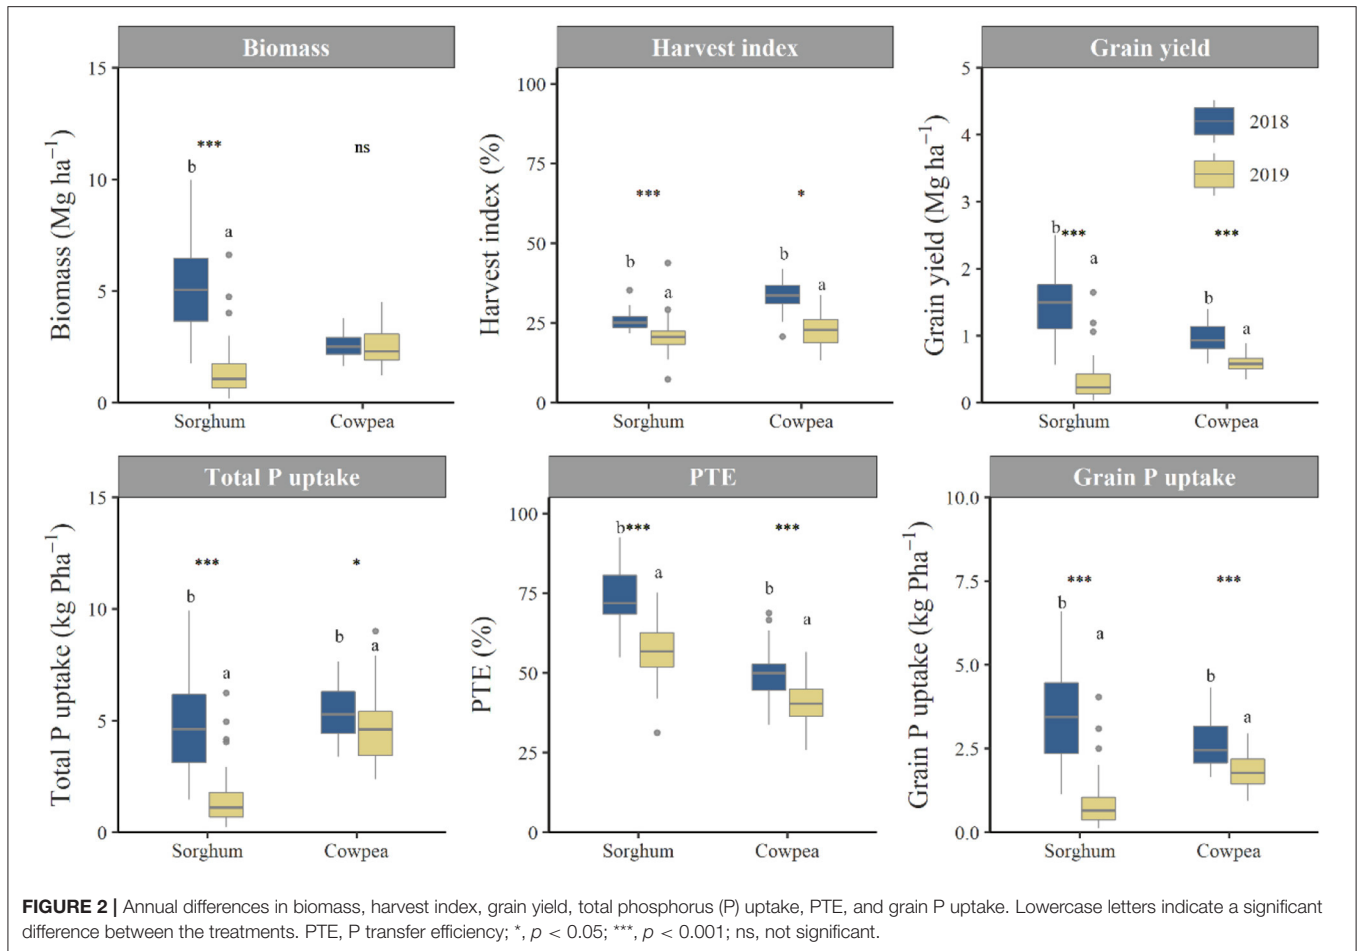 Biomass
Harvest index
Grain yield
15
10
5
0
Biomass (Mg ha⁻¹)
b
***
a
ns
Sorghum
Cowpea
100
75
50
25
0
Harvest index (%)
b
***
a
b
*
a
Sorghum
Cowpea
5
4
3
2
1
0
Grain yield (Mg ha⁻¹)
2018
2019
b
***
a
b
***
a
Sorghum
Cowpea
Total P uptake
PTE
Grain P uptake
15
10
5
0
Total P uptake (kg Pha⁻¹)
b
***
a
b
*
a
Sorghum
Cowpea
100
75
50
25
0
PTE (%)
b
***
a
b
***
a
Sorghum
Cowpea
10.0
7.5
5.0
2.5
0.0
Grain P uptake (kg Pha⁻¹)
b
***
a
b
***
a
Sorghum
Cowpea
FIGURE 2 | Annual differences in biomass, harvest index, grain yield, total phosphorus (P) uptake, PTE, and grain P uptake. Lowercase letters indicate a significant
difference between the treatments. PTE, P transfer efficiency; *, p < 0.05; ***, p < 0.001; ns, not significant.